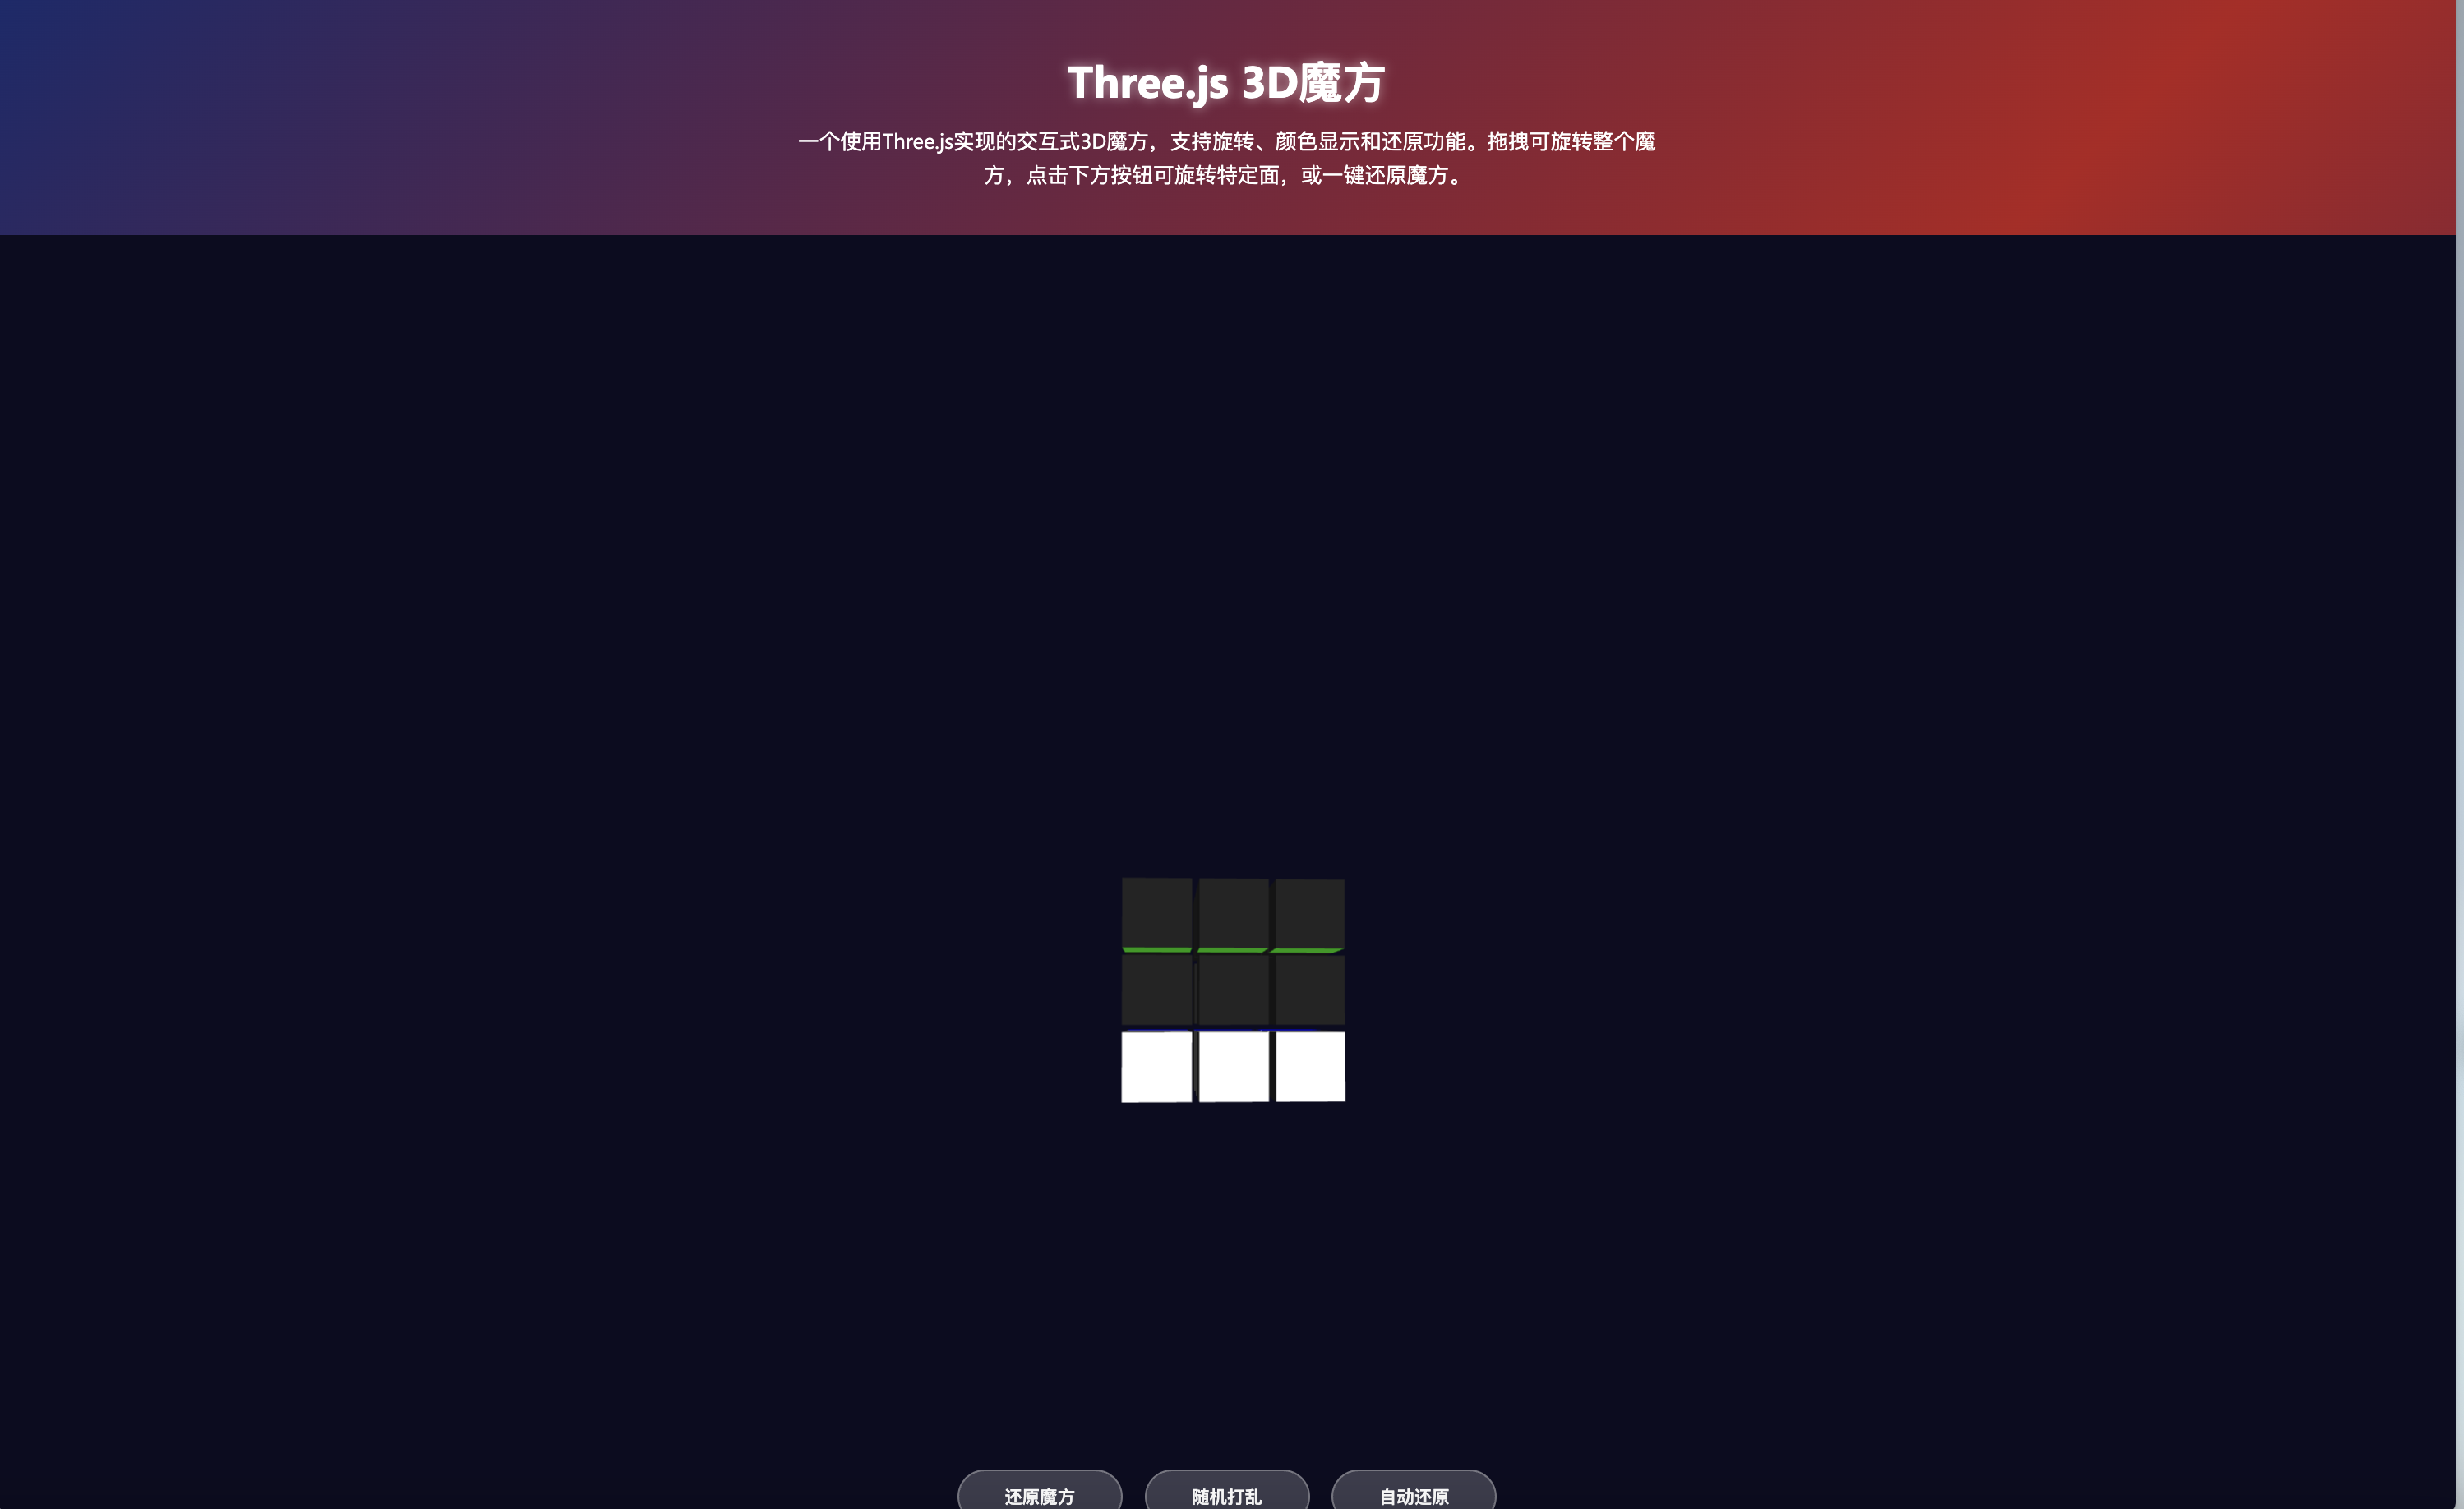 Three.js 3D魔方
一个使用Three.js实现的交互式3D魔方，支持旋转、颜色显示和还原功能。拖拽可旋转整个魔
方，点击下方按钮可旋转特定面，或一键还原魔方。
还原魔方 随机打乱 自动还原